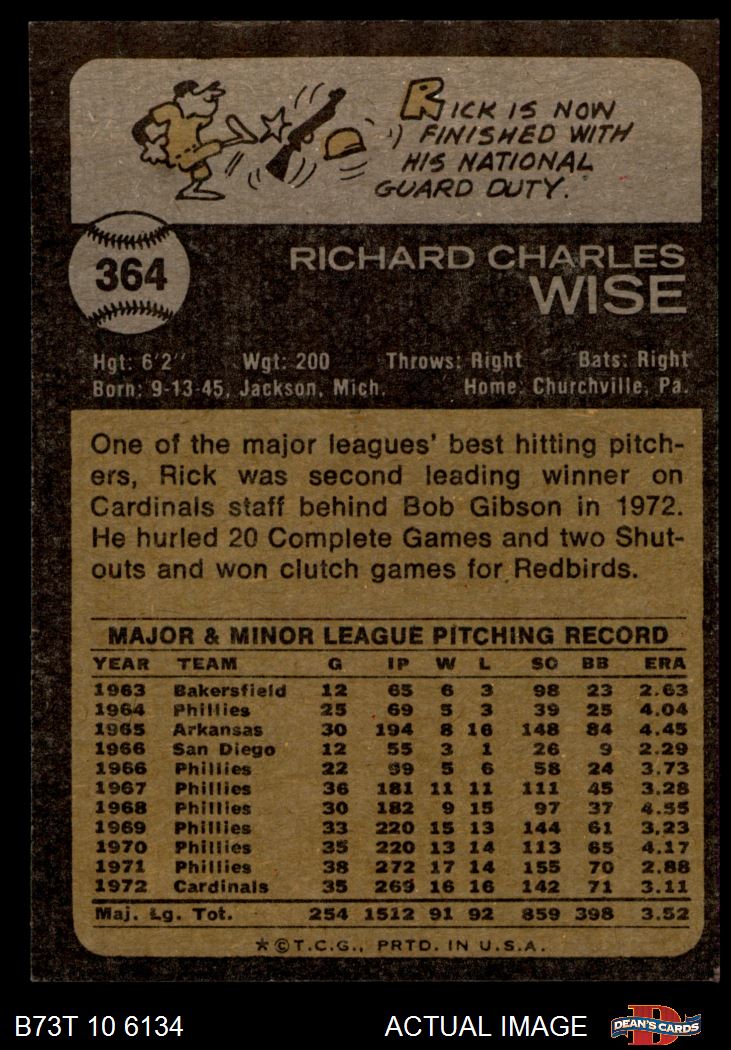 RICK IS NOW
FINISHED WITH
HIS NATIONAL
GUARD DUTY.
364
RICHARD CHARLES
WISE
Hgt: 6'2" Wgt: 200 Throws: Right Bats: Right
Born: 9-13-45, Jackson, Mich. Home: Churchville, Pa.
One of the major leagues' best hitting pitch-
ers, Rick was second leading winner on
Cardinals staff behind Bob Gibson in 1972.
He hurled 20 Complete Games and two Shut-
outs and won clutch games for Redbirds.
MAJOR & MINOR LEAGUE PITCHING RECORD
YEAR TEAM G IP W L SO BB ERA
1963 Bakersfield 12 65 6 3 98 23 2.63
1964 Phillies 25 69 5 3 39 25 4.04
1965 Arkansas 30 194 8 16 148 84 4.45
1966 San Diego 12 55 3 1 26 9 2.29
1966 Phillies 22 99 5 6 58 24 3.73
1967 Phillies 36 181 11 11 111 45 3.28
1968 Phillies 30 182 9 15 97 37 4.55
1969 Phillies 33 220 15 13 144 61 3.23
1970 Phillies 35 220 13 14 113 65 4.17
1971 Phillies 38 272 17 14 155 70 2.88
1972 Cardinals 35 269 16 16 142 71 3.11
Maj. Lg. Tot. 254 1512 91 92 859 398 3.52
★©T.C.G., PRTD. IN U.S.A.
B73T 10 6134 ACTUAL IMAGE D DEAN'S CARDS